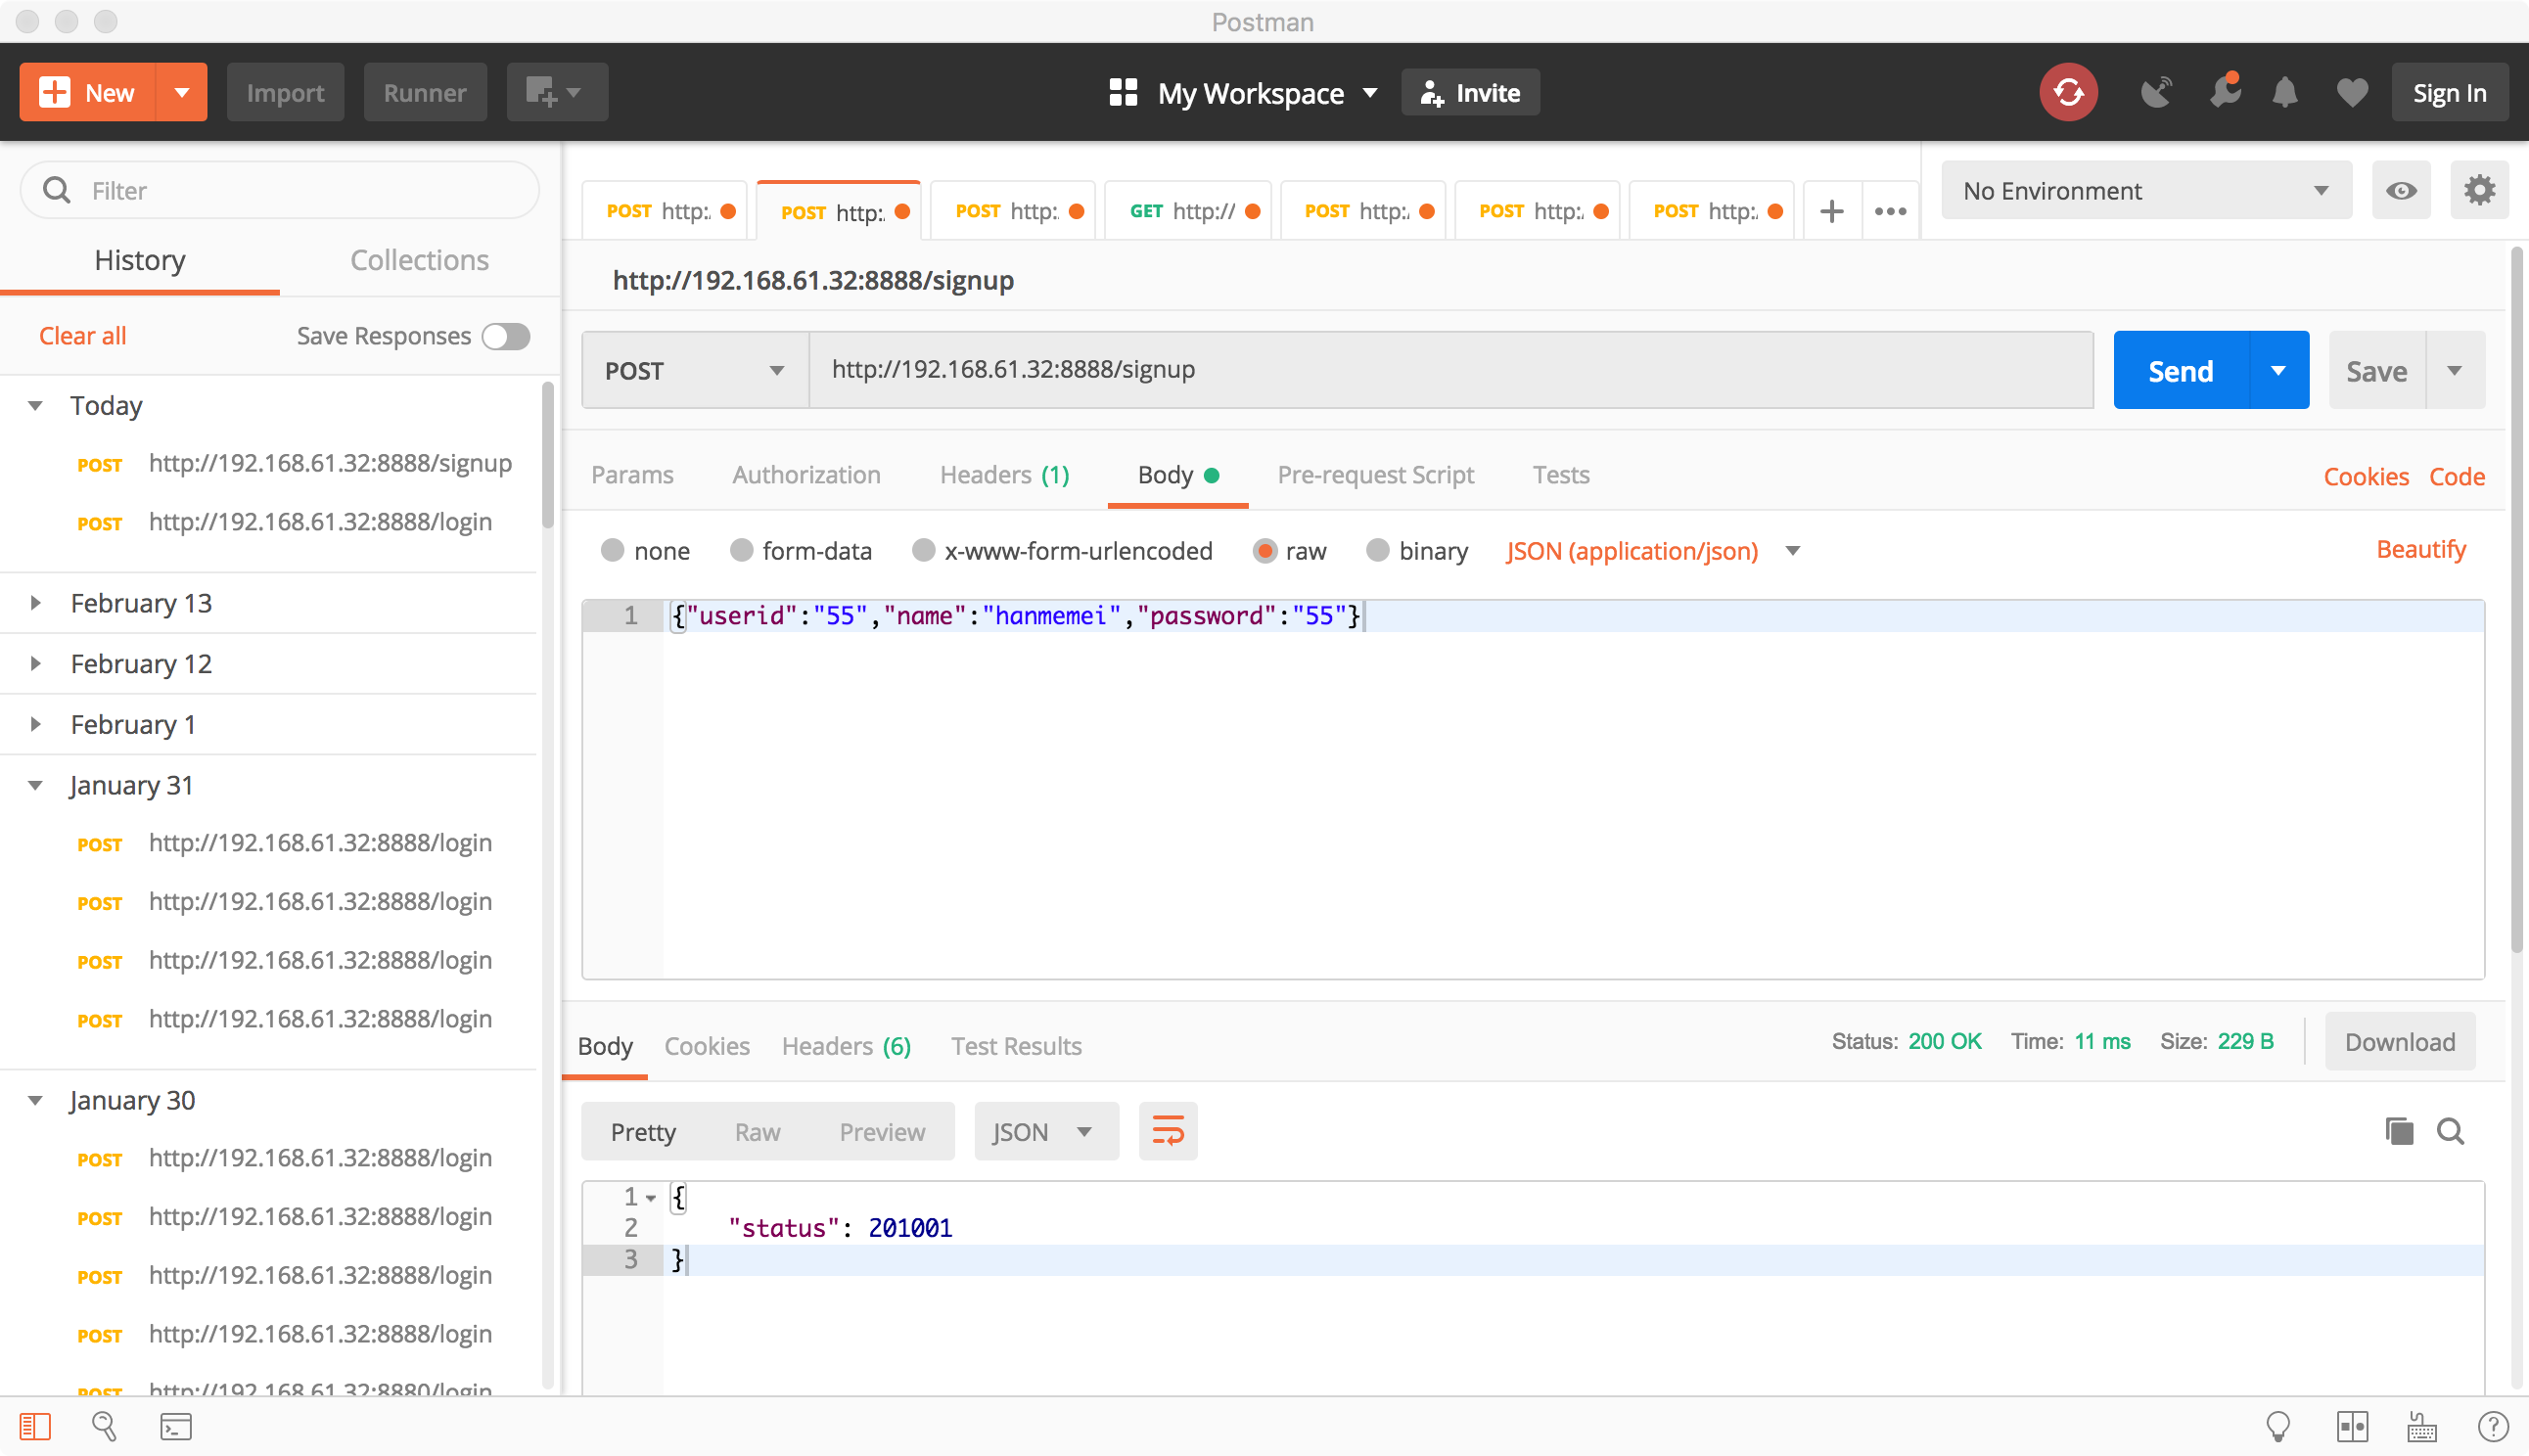 Postman
New
Import
Runner
My Workspace
Invite
Sign In
Filter
History
Collections
Clear all
Save Responses
Today
POST http://192.168.61.32:8888/signup
POST http://192.168.61.32:8888/login
February 13
February 12
February 1
January 31
POST http://192.168.61.32:8888/login
POST http://192.168.61.32:8888/login
POST http://192.168.61.32:8888/login
POST http://192.168.61.32:8888/login
January 30
POST http://192.168.61.32:8888/login
POST http://192.168.61.32:8888/login
POST http://192.168.61.32:8888/login
POST http://192.168.61.32:8888/login
POST http://192.168.61.32:8880/login
POST http:
POST http:
POST http:
GET http://
POST http:/
POST http:/
POST http:/
No Environment
http://192.168.61.32:8888/signup
POST
http://192.168.61.32:8888/signup
Send
Save
Params
Authorization
Headers (1)
Body
Pre-request Script
Tests
Cookies
Code
none
form-data
x-www-form-urlencoded
raw
binary
JSON (application/json)
Beautify
1 {"userid":"55","name":"hanmemei","password":"55"}
Body
Cookies
Headers (6)
Test Results
Status: 200 OK
Time: 11 ms
Size: 229 B
Download
Pretty
Raw
Preview
JSON
1 {
2 "status": 201001
3 }